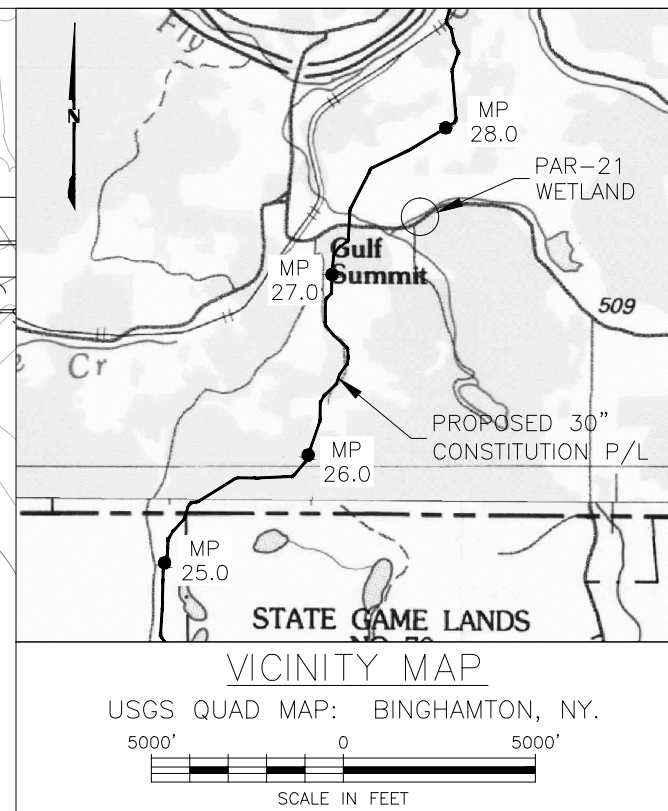 Fly
N
MP
28.0
PAR-21
WETLAND
Gulf
Summit
MP
27.0
509
Cr
PROPOSED 30”
CONSTITUTION P/L
MP
26.0
MP
25.0
STATE GAME LANDS
VICINITY MAP
USGS QUAD MAP: BINGHAMTON, NY.
5000' 0 5000'
SCALE IN FEET